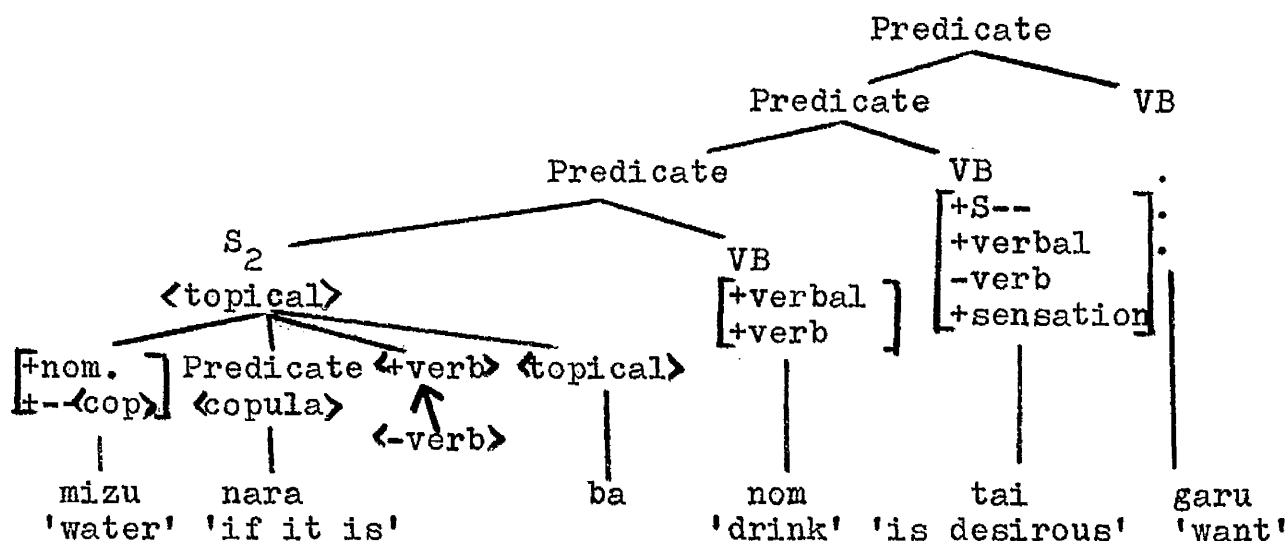 Predicate
Predicate VB
Predicate VB .
[+S-- .
S₂ VB +verbal .
<topical> [+verbal -verb
+verb] +sensation]
[+nom. Predicate <+verb> <topical>
+--<cop>] <copula>
<-verb>
mizu nara ba nom tai garu
'water' 'if it is' 'drink' 'is desirous' 'want'